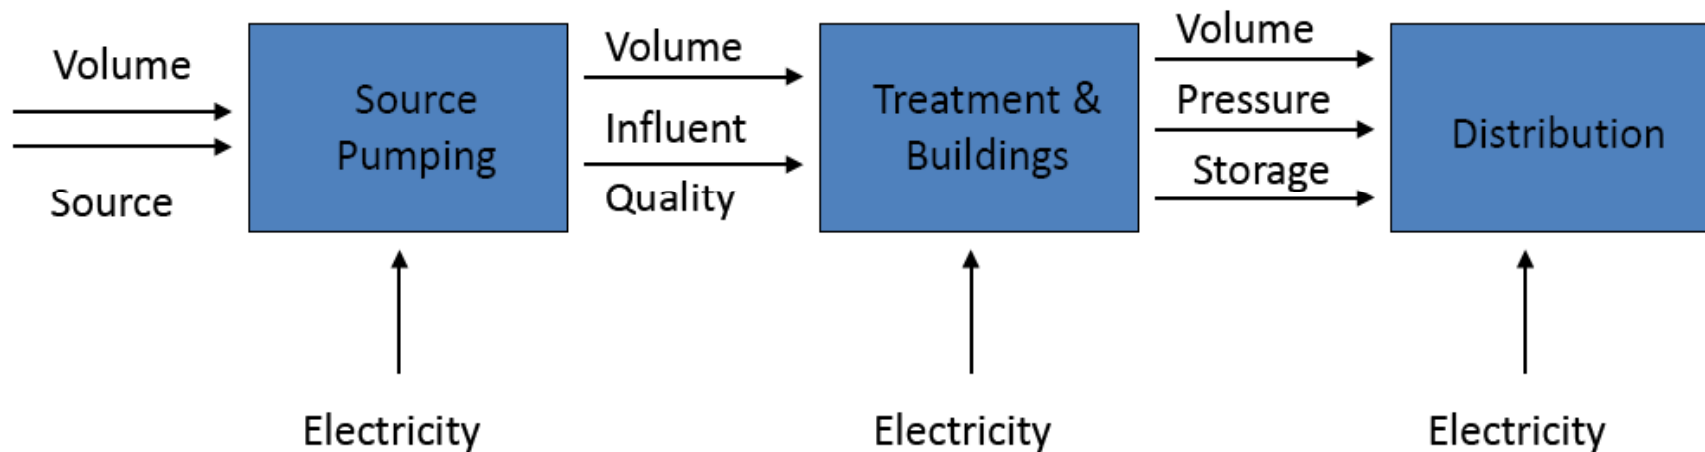 Volume
Source
Source
Pumping
Volume
Influent
Quality
Treatment &
Buildings
Volume
Pressure
Storage
Distribution
Electricity
Electricity
Electricity